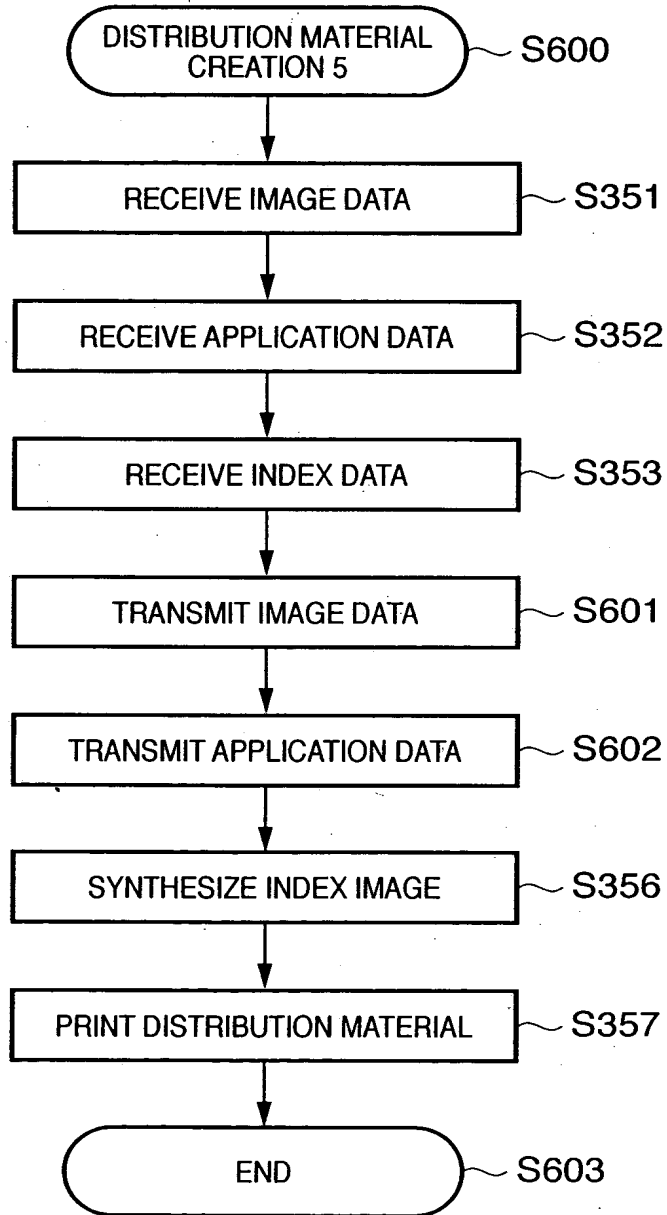 DISTRIBUTION MATERIAL
CREATION 5
S600
RECEIVE IMAGE DATA
S351
RECEIVE APPLICATION DATA
S352
RECEIVE INDEX DATA
S353
TRANSMIT IMAGE DATA
S601
TRANSMIT APPLICATION DATA
S602
SYNTHESIZE INDEX IMAGE
S356
PRINT DISTRIBUTION MATERIAL
S357
END
S603